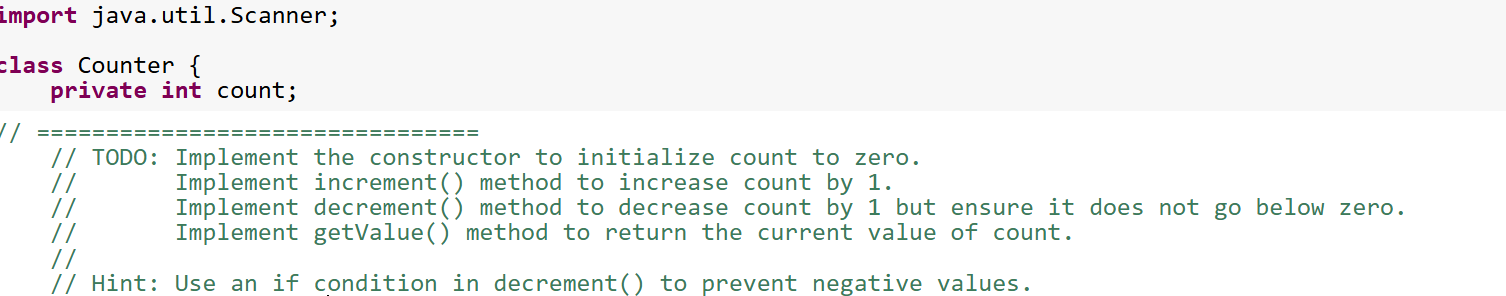 import java.util.Scanner;
class Counter {
private int count;
// ================================
// TODO: Implement the constructor to initialize count to zero.
// Implement increment() method to increase count by 1.
// Implement decrement() method to decrease count by 1 but ensure it does not go below zero.
// Implement getValue() method to return the current value of count.
//
// Hint: Use an if condition in decrement() to prevent negative values.